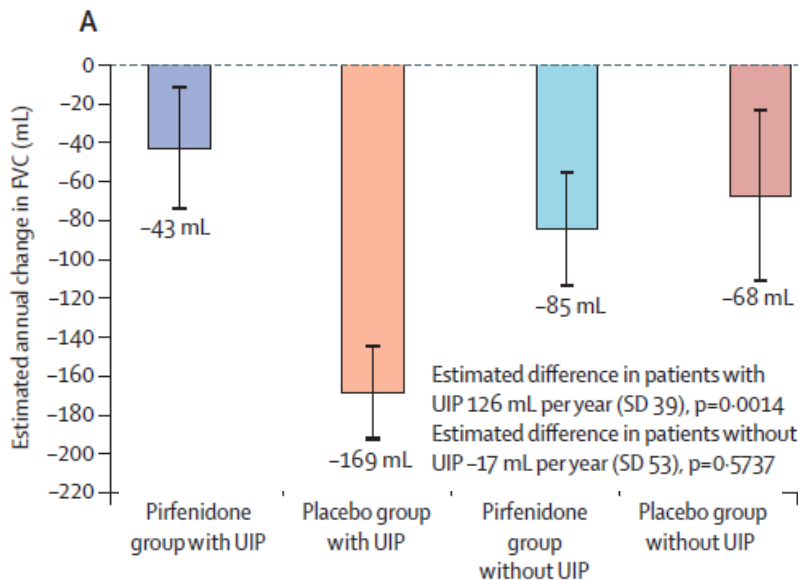 A
Estimated annual change in FVC (mL)
0
–20
–40
–60
–80
–100
–120
–140
–160
–180
–200
–220
–43 mL
–169 mL
–85 mL
–68 mL
Estimated difference in patients with
UIP 126 mL per year (SD 39), p=0·0014
Estimated difference in patients without
UIP –17 mL per year (SD 53), p=0·5737
Pirfenidone
group with UIP
Placebo group
with UIP
Pirfenidone
group
without UIP
Placebo group
without UIP